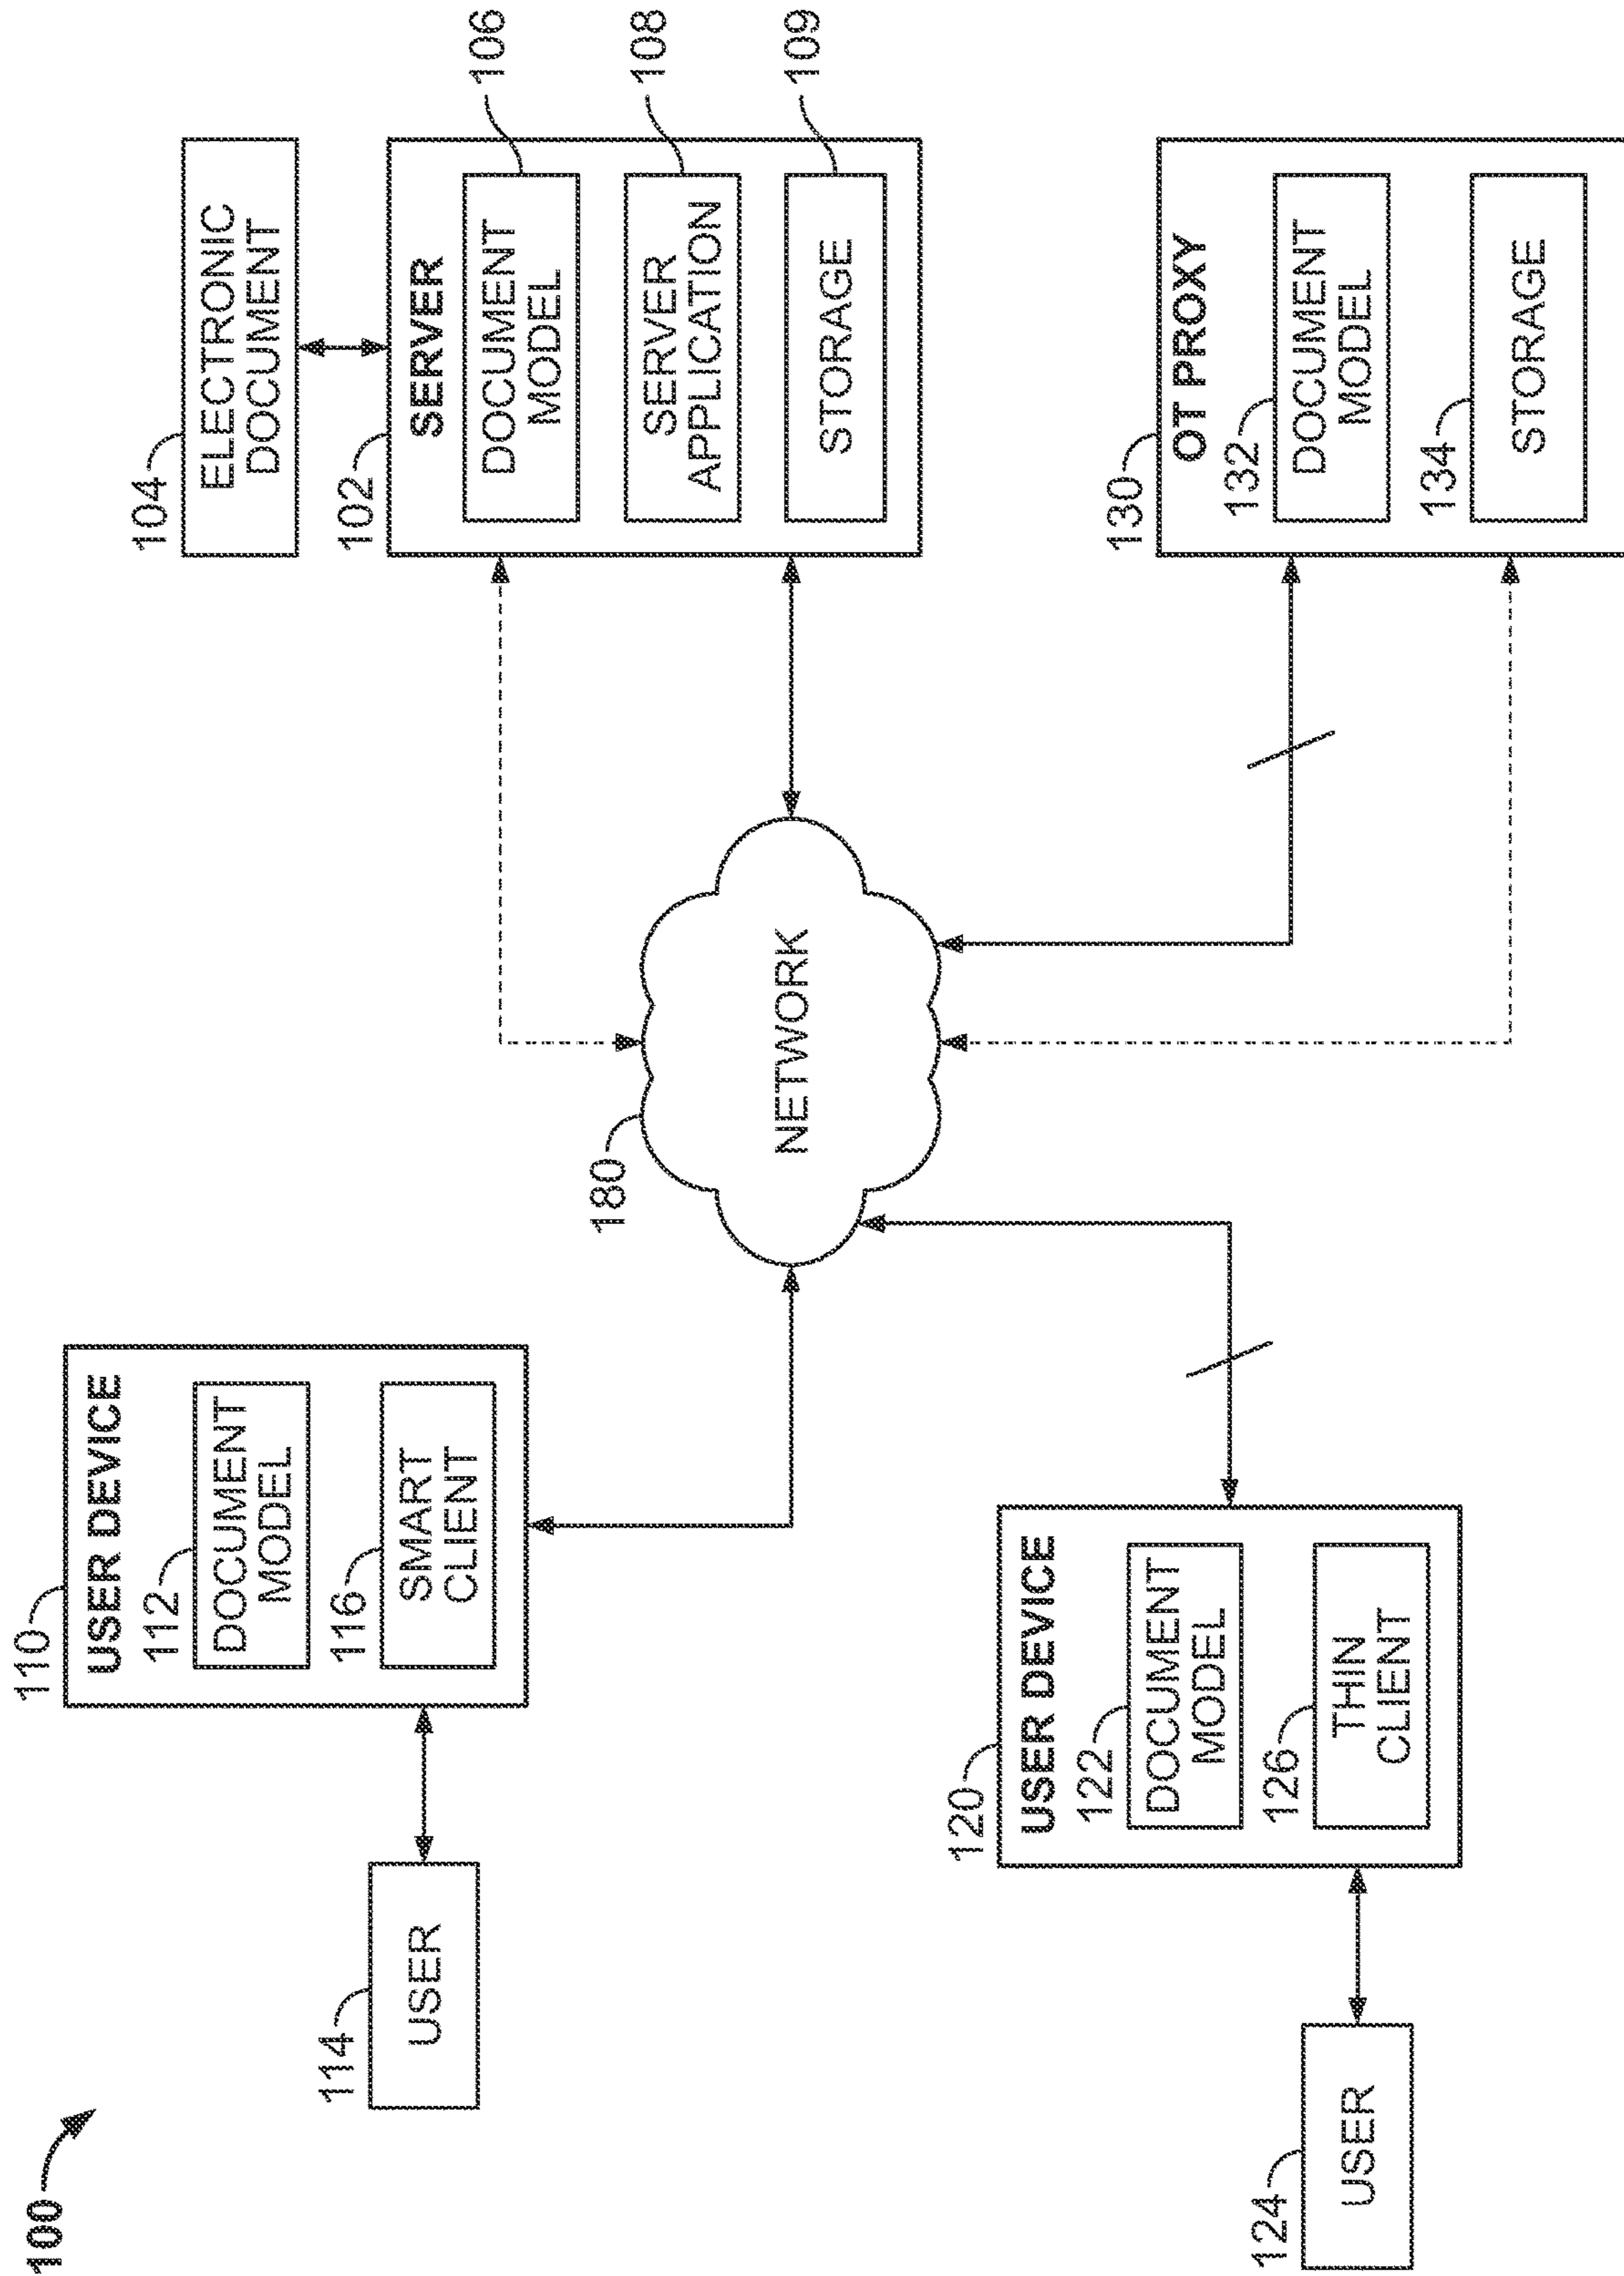 100
104
ELECTRONIC
DOCUMENT
102
SERVER
DOCUMENT
MODEL
106
SERVER
APPLICATION
108
STORAGE
109
110
USER DEVICE
112
DOCUMENT
MODEL
116
SMART
CLIENT
114
USER
180
NETWORK
120
USER DEVICE
122
DOCUMENT
MODEL
126
THIN
CLIENT
124
USER
130
OT PROXY
132
DOCUMENT
MODEL
134
STORAGE